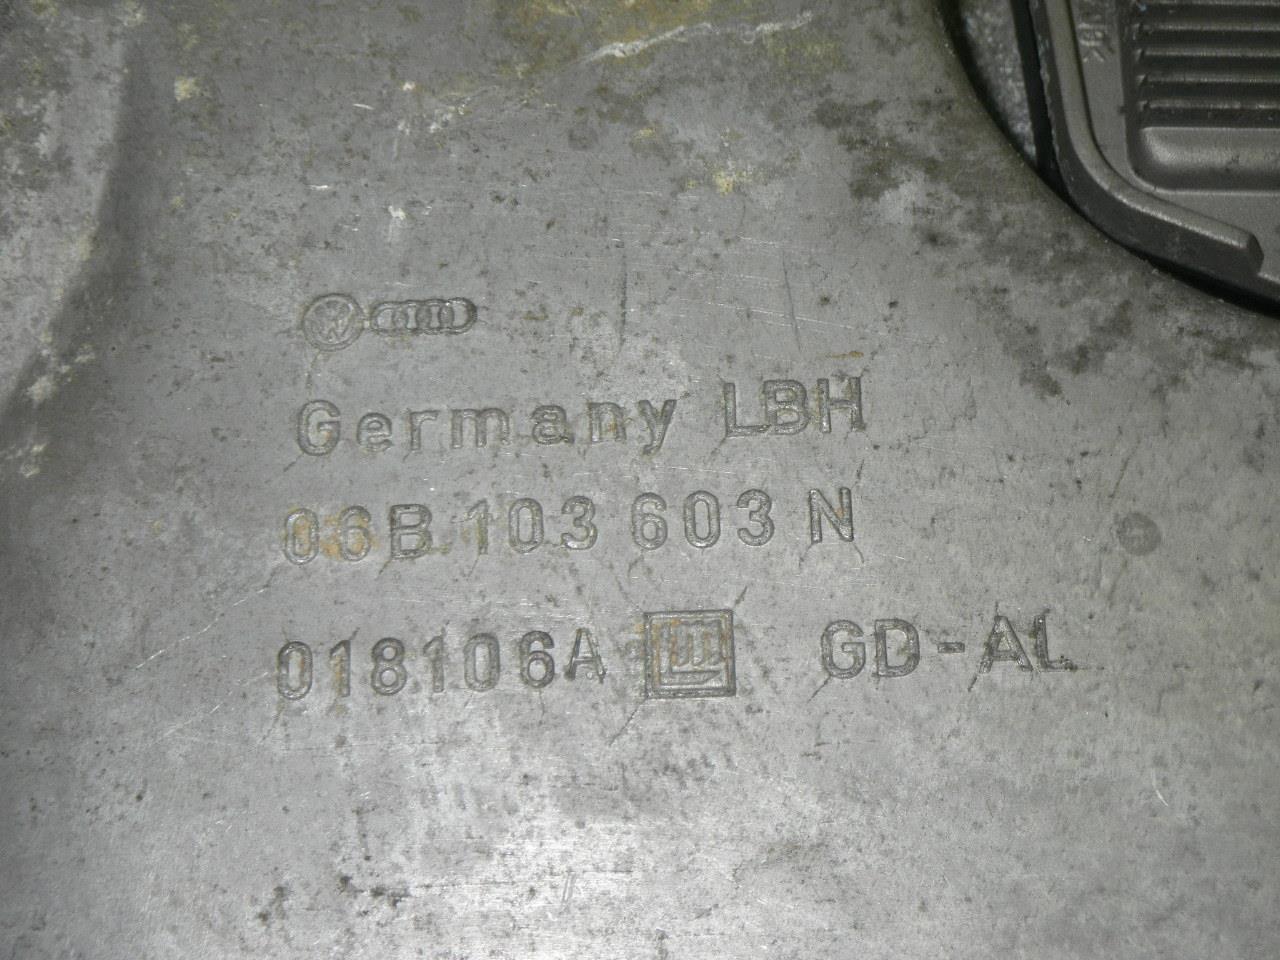 Germany LBH
06B 103 603 N
018106A GD-AL